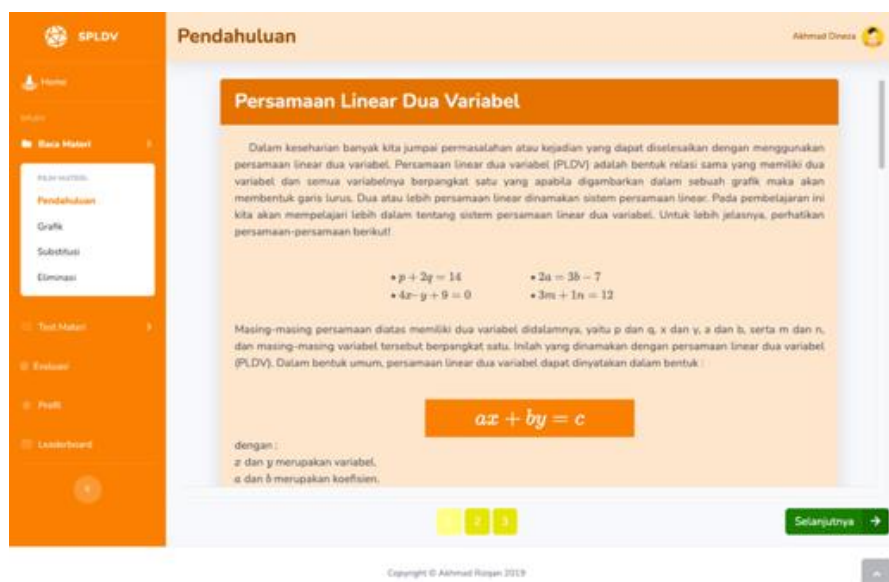 SPLDV
Pendahuluan
Akhmad Dineza
Home
SPLDV
Baca Materi
PILIH MATERI:
Pendahuluan
Grafik
Substitusi
Eliminasi
Test Materi
Evaluasi
Profil
Leaderboard
Persamaan Linear Dua Variabel
Dalam keseharian banyak kita jumpai permasalahan atau kejadian yang dapat diselesaikan dengan menggunakan
persamaan linear dua variabel. Persamaan linear dua variabel (PLDV) adalah bentuk relasi sama yang memiliki dua
variabel dan semua variabelnya berpangkat satu yang apabila digambarkan dalam sebuah grafik maka akan
membentuk garis lurus. Dua atau lebih persamaan linear dinamakan sistem persamaan linear. Pada pembelajaran ini
kita akan mempelajari lebih dalam tentang sistem persamaan linear dua variabel. Untuk lebih jelasnya, perhatikan
persamaan-persamaan berikut!
• p + 2q = 14 • 2a = 3b − 7
• 4x− y + 9 = 0 • 3m + 1n = 12
Masing-masing persamaan diatas memiliki dua variabel didalamnya, yaitu p dan q, x dan y, a dan b, serta m dan n,
dan masing-masing variabel tersebut berpangkat satu. Inilah yang dinamakan dengan persamaan linear dua variabel
(PLDV). Dalam bentuk umum, persamaan linear dua variabel dapat dinyatakan dalam bentuk :
ax + by = c
dengan :
x dan y merupakan variabel,
a dan b merupakan koefisien,
1 2 3
Selanjutnya →
Copyright © Akhmad Rizqan 2019